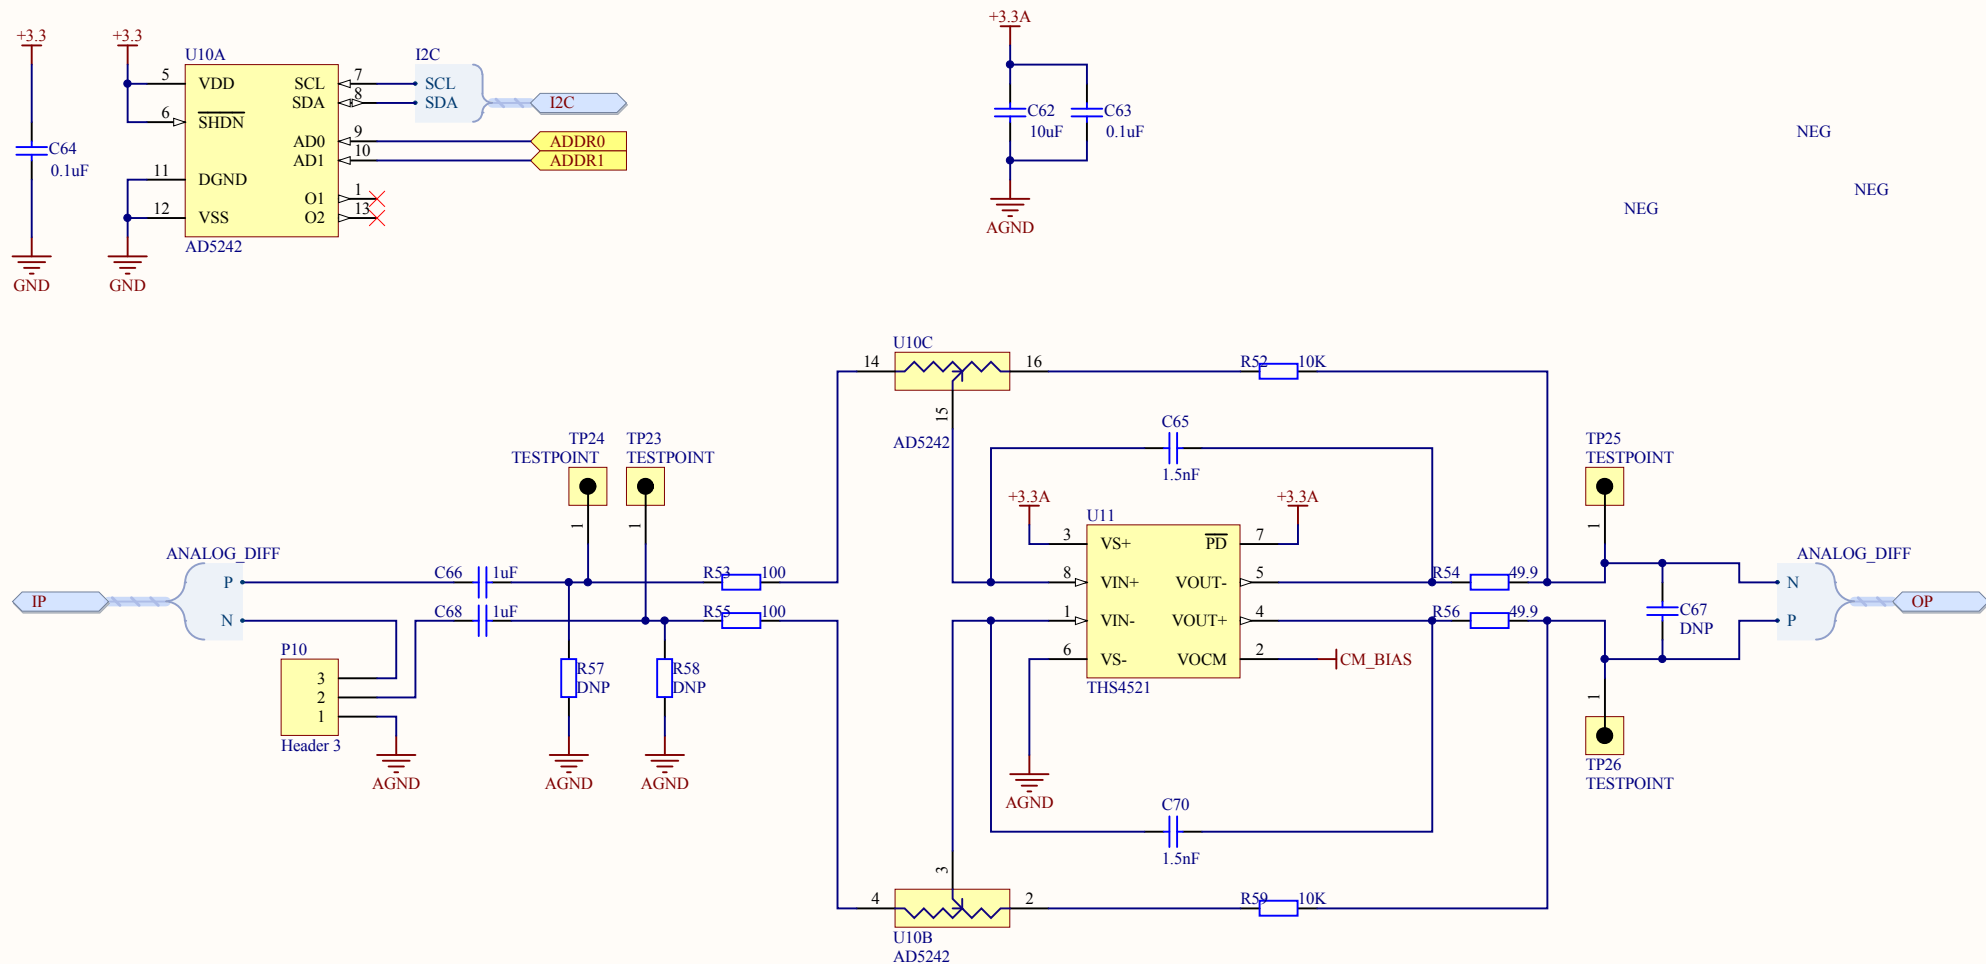 +3.3
+3.3
U10A
I2C
+3.3A
5
VDD
SCL
7
SCL
SDA
8
SDA
I2C
6
SHDN
C62
10uF
C63
0.1uF
NEG
AD0
9
ADDR0
C64
0.1uF
AD1
10
ADDR1
11
DGND
O1
1
NEG
12
VSS
O2
13
NEG
AD5242
AGND
GND
GND
U10C
14
16
R52
10K
15
AD5242
C65
1.5nF
TP24
TESTPOINT
TP23
TESTPOINT
TP25
TESTPOINT
1
1
1
+3.3A
+3.3A
U11
3
VS+
PD
7
ANALOG_DIFF
P
C66
1uF
R53
100
8
VIN+
VOUT-
5
R54
49.9
ANALOG_DIFF
N
IP
N
C68
1uF
R55
100
1
VIN-
VOUT+
4
R56
49.9
C67
DNP
P
OP
P10
3
2
1
Header 3
R57
DNP
R58
DNP
6
VS-
VOCM
2
CM_BIAS
THS4521
1
AGND
AGND
AGND
TP26
TESTPOINT
AGND
C70
1.5nF
3
4
2
R59
10K
U10B
AD5242